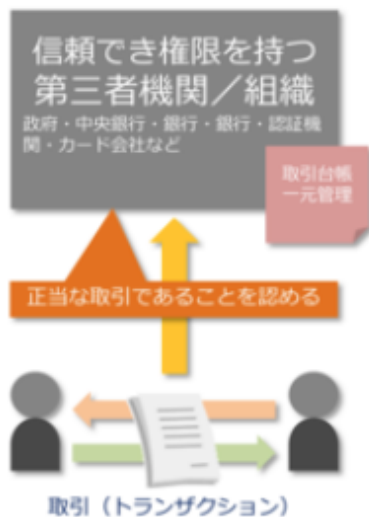 信頼でき権限を持つ
第三者機関／組織
政府・中央銀行・銀行・銀行・認証機
関・カード会社など
取引台帳
一元管理
正当な取引であることを認める
取引（トランザクション）